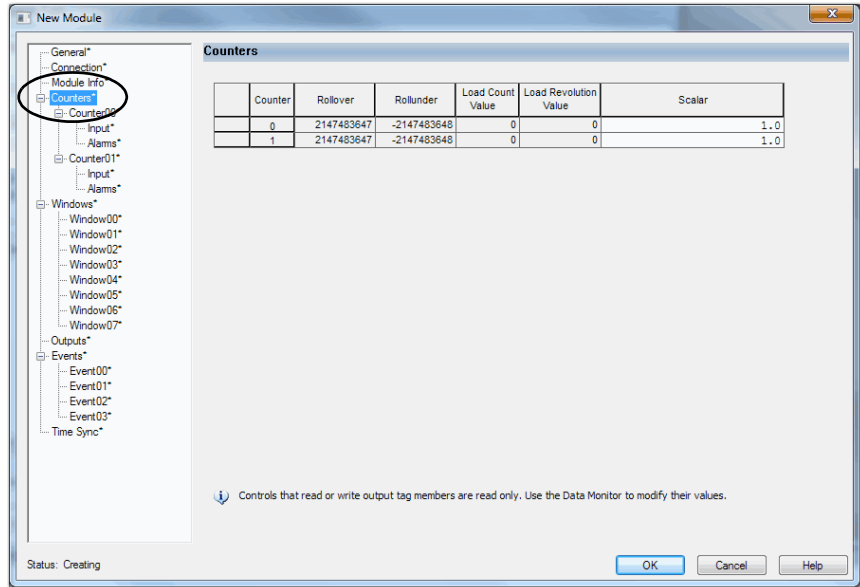 New Module
General*
Connection*
Module Info*
Counters*
Counter00
Input*
Alarms*
Counter01*
Input*
Alarms*
Windows*
Window00*
Window01*
Window02*
Window03*
Window04*
Window05*
Window06*
Window07*
Outputs*
Events*
Event00*
Event01*
Event02*
Event03*
Time Sync*
Counters
Counter Rollover Rollunder Load Count Value Load Revolution Value Scalar
0 2147483647 -2147483648 0 0 1.0
1 2147483647 -2147483648 0 0 1.0
Controls that read or write output tag members are read only. Use the Data Monitor to modify their values.
Status: Creating
OK Cancel Help